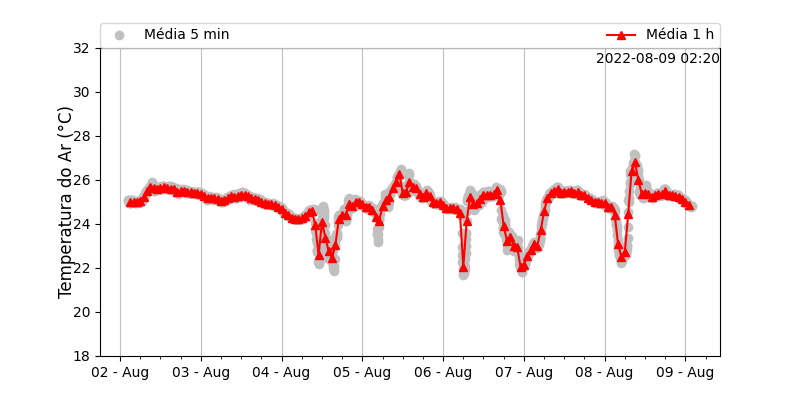 Média 5 min
Média 1 h
2022-08-09 02:20
Temperatura do Ar (°C)
32
30
28
26
24
22
20
18
02 - Aug
03 - Aug
04 - Aug
05 - Aug
06 - Aug
07 - Aug
08 - Aug
09 - Aug